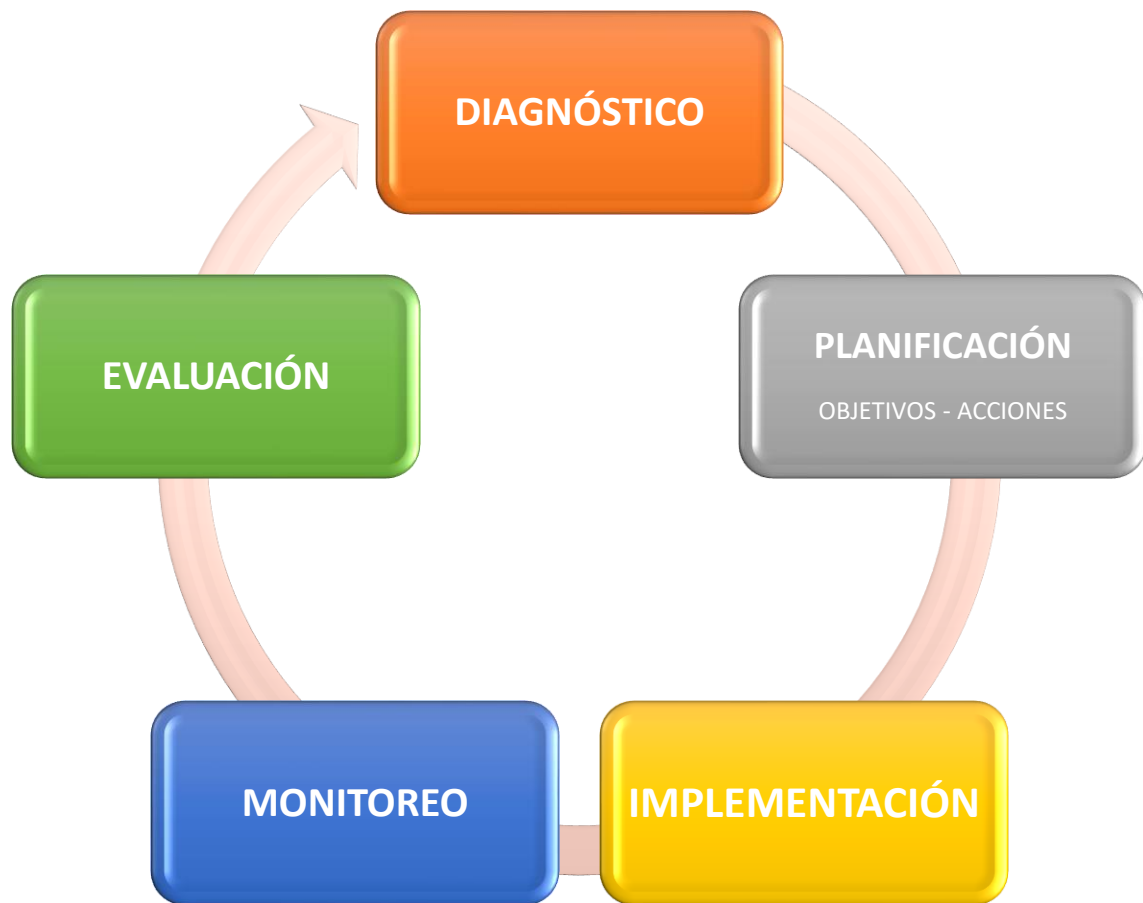 DIAGNÓSTICO
PLANIFICACIÓN
OBJETIVOS - ACCIONES
IMPLEMENTACIÓN
MONITOREO
EVALUACIÓN